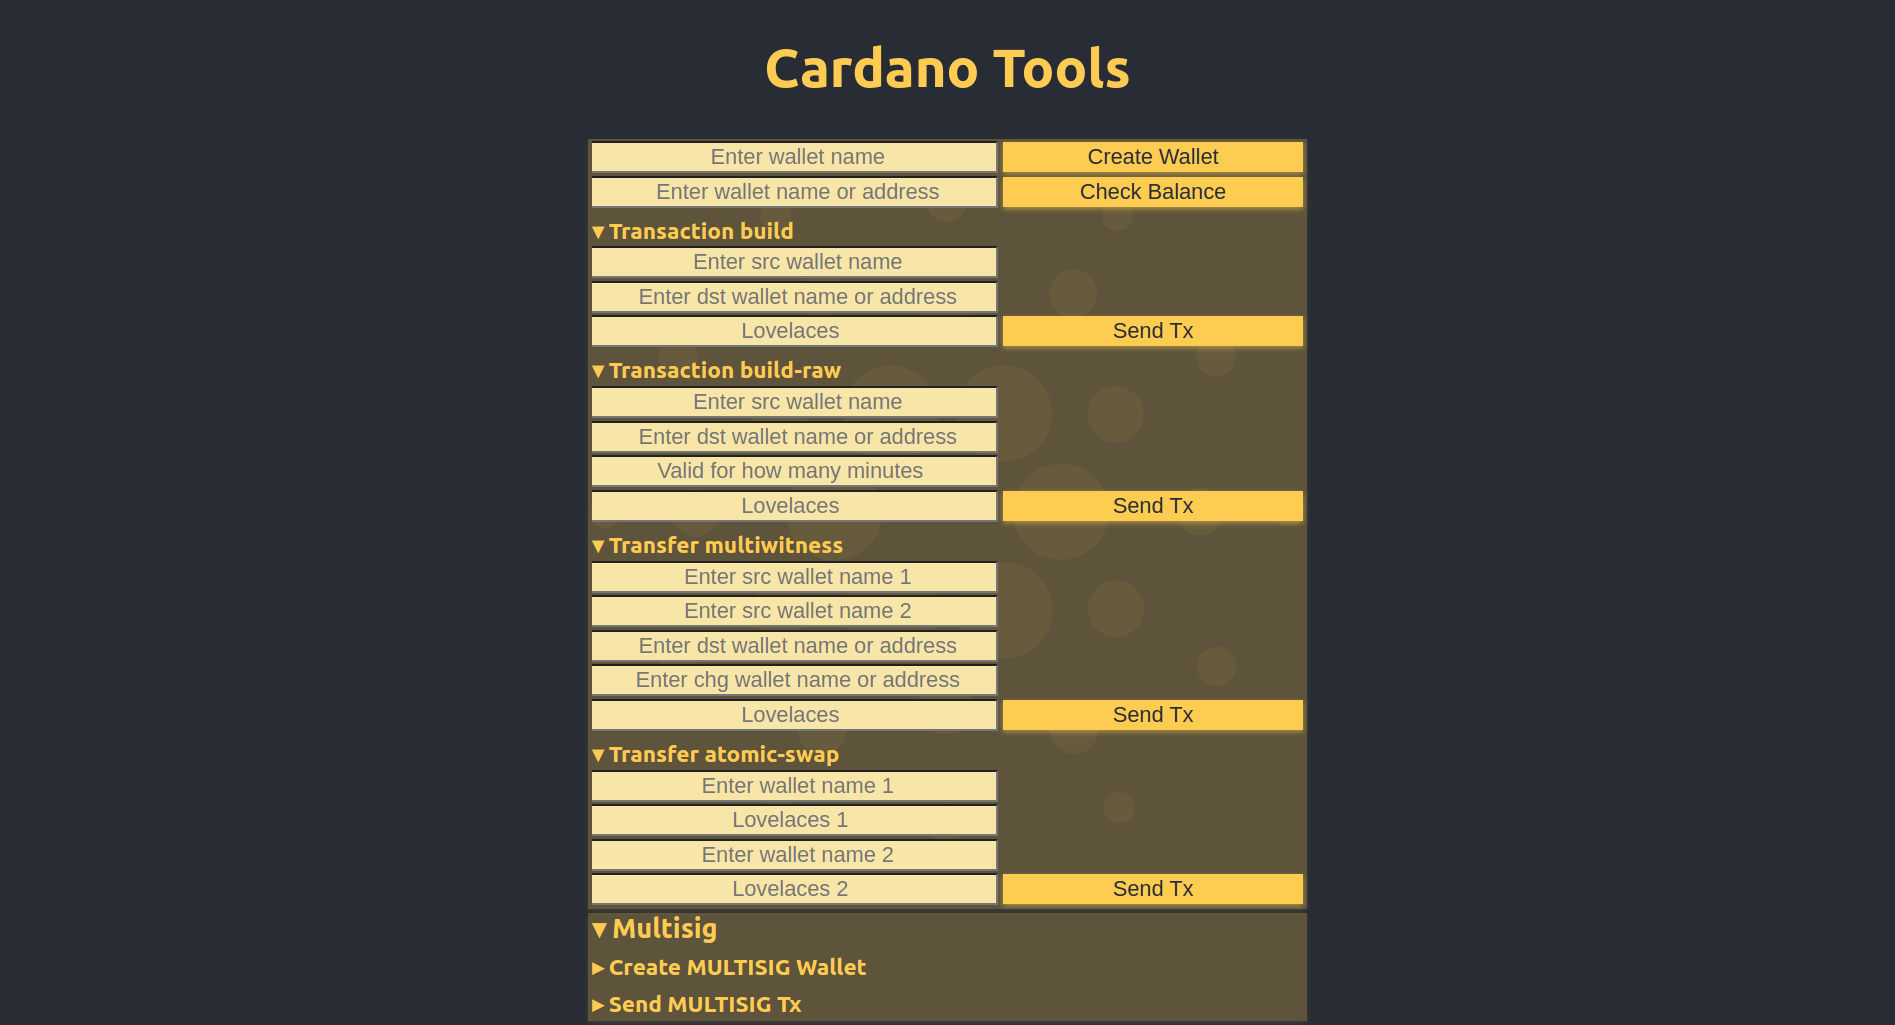 Cardano Tools
Enter wallet name Create Wallet
Enter wallet name or address Check Balance
▼ Transaction build
Enter src wallet name
Enter dst wallet name or address
Lovelaces Send Tx
▼ Transaction build-raw
Enter src wallet name
Enter dst wallet name or address
Valid for how many minutes
Lovelaces Send Tx
▼ Transfer multiwitness
Enter src wallet name 1
Enter src wallet name 2
Enter dst wallet name or address
Enter chg wallet name or address
Lovelaces Send Tx
▼ Transfer atomic-swap
Enter wallet name 1
Lovelaces 1
Enter wallet name 2
Lovelaces 2 Send Tx
▼ Multisig
▶ Create MULTISIG Wallet
▶ Send MULTISIG Tx